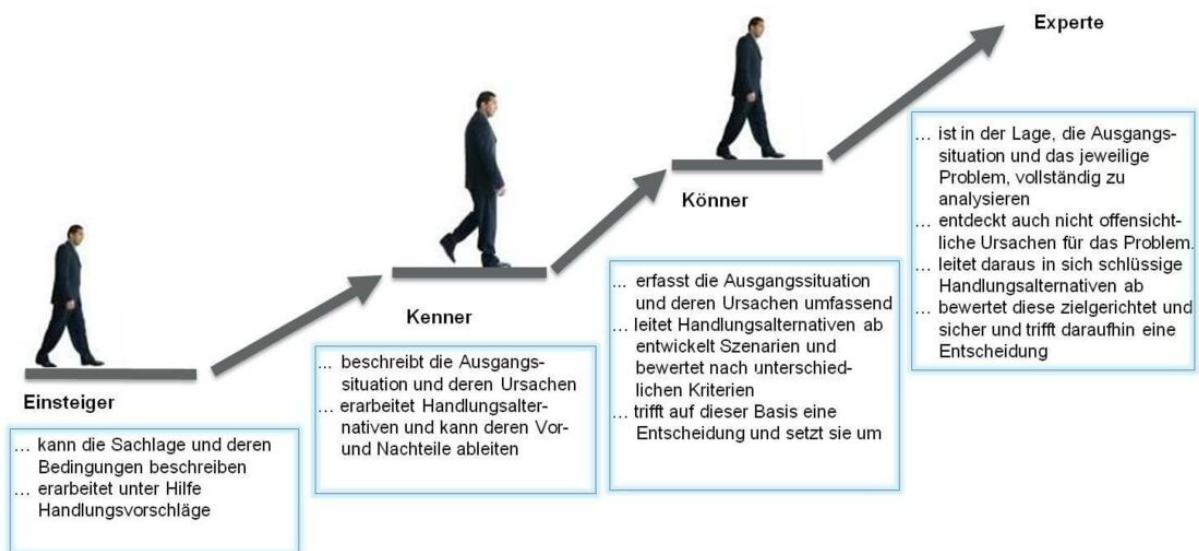 Einsteiger
... kann die Sachlage und deren
Bedingungen beschreiben
... erarbeitet unter Hilfe
Handlungsvorschläge
Kenner
... beschreibt die Ausgangs-
situation und deren Ursachen
... erarbeitet Handlungsalter-
nativen und kann deren Vor-
und Nachteile ableiten
Könner
... erfasst die Ausgangssituation
und deren Ursachen umfassend
... leitet Handlungsalternativen ab
entwickelt Szenarien und
bewertet nach unterschied-
lichen Kriterien
... trifft auf dieser Basis eine
Entscheidung und setzt sie um
Experte
... ist in der Lage, die Ausgangs-
situation und das jeweilige
Problem, vollständig zu
analysieren
... entdeckt auch nicht offensicht-
liche Ursachen für das Problem.
... leitet daraus in sich schlüssige
Handlungsalternativen ab
... bewertet diese zielgerichtet und
sicher und trifft daraufhin eine
Entscheidung